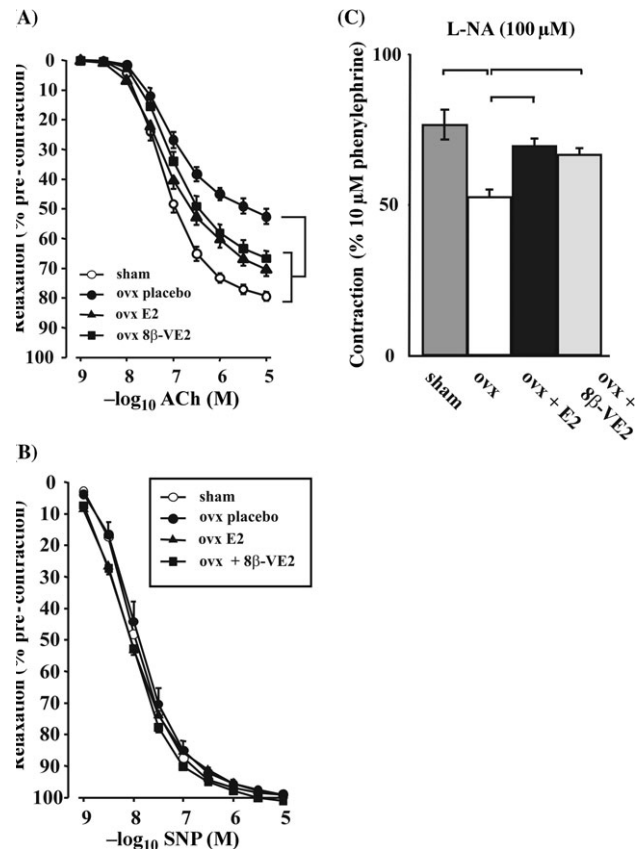 A)
Relaxation (% pre-contraction)
0
10
20
30
40
50
60
70
80
90
100
sham
ovx placebo
ovx E2
ovx 8β-VE2
9 8 7 6 5
–log10 ACh (M)
(C)
L-NA (100 µM)
Contraction (% 10 µM phenylephrine)
100
50
0
sham
ovx
ovx + E2
ovx +
8β-VE2
B)
Relaxation (% pre-contraction)
0
10
20
30
40
50
60
70
80
90
100
sham
ovx placebo
ovx E2
ovx + 8β-VE2
9 8 7 6 5
–log10 SNP (M)